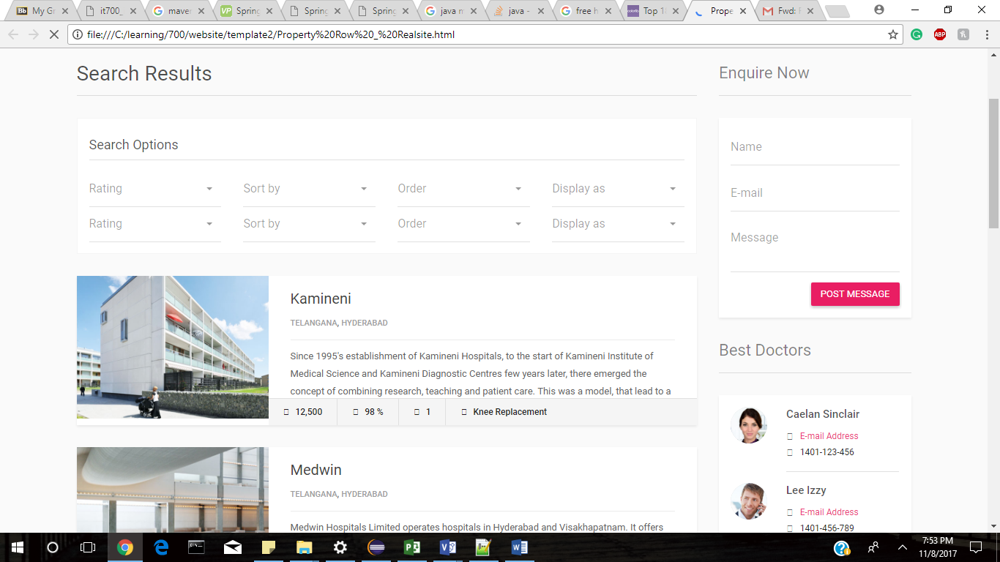 My G
it700_
maven
Spring
Spring
Spring
java n
java -
free h
Top 1
Prope
Fwd: F
file:///C:/learning/700/website/template2/Property%20Row%20_%20Realsite.html
Search Results
Search Options
Rating Sort by Order Display as
Rating Sort by Order Display as
Kamineni
TELANGANA, HYDERABAD
Since 1995's establishment of Kamineni Hospitals, to the start of Kamineni Institute of
Medical Science and Kamineni Diagnostic Centres few years later, there emerged the
concept of combining research, teaching and patient care. This was a model, that lead to a
12,500 98 % 1 Knee Replacement
Medwin
TELANGANA, HYDERABAD
Medwin Hospitals Limited operates hospitals in Hyderabad and Visakhapatnam. It offers
Enquire Now
Name
E-mail
Message
POST MESSAGE
Best Doctors
Caelan Sinclair
E-mail Address
1401-123-456
Lee Izzy
E-mail Address
1401-456-789
7:53 PM
11/8/2017